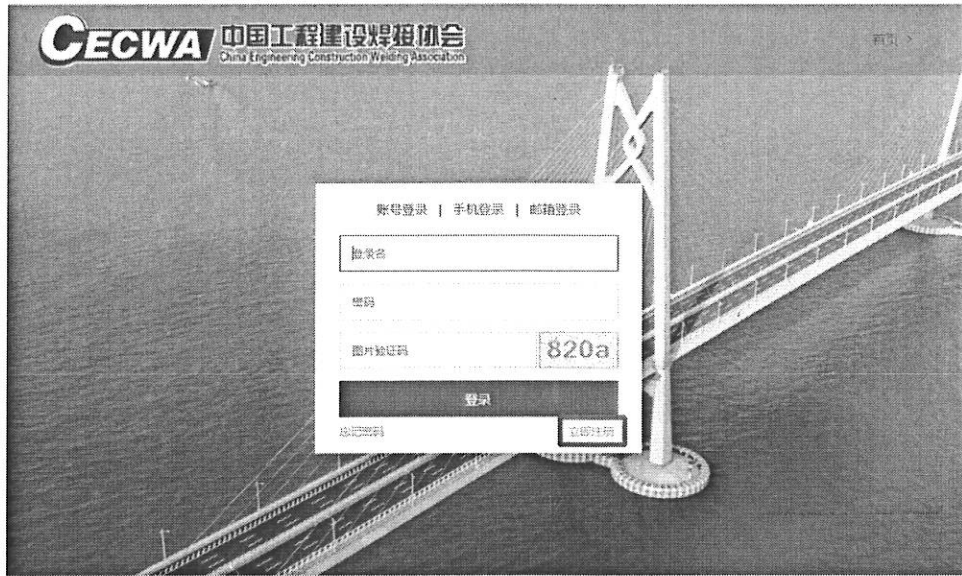 CECWA 中国工程建设焊接协会
China Engineering Construction Welding Association
首页 >
账号登录 | 手机登录 | 邮箱登录
登录名
密码
图片验证码 820a
登录
忘记密码 立即注册